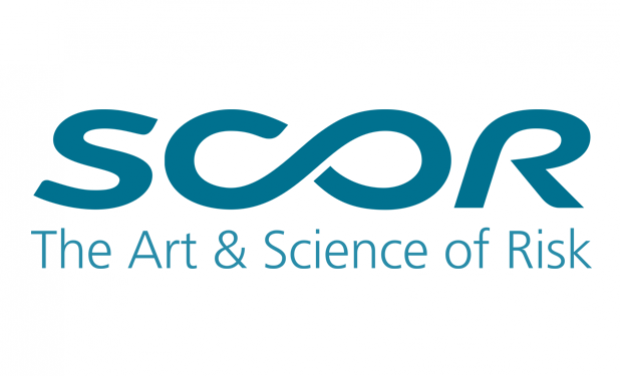 SCOR
The Art & Science of Risk